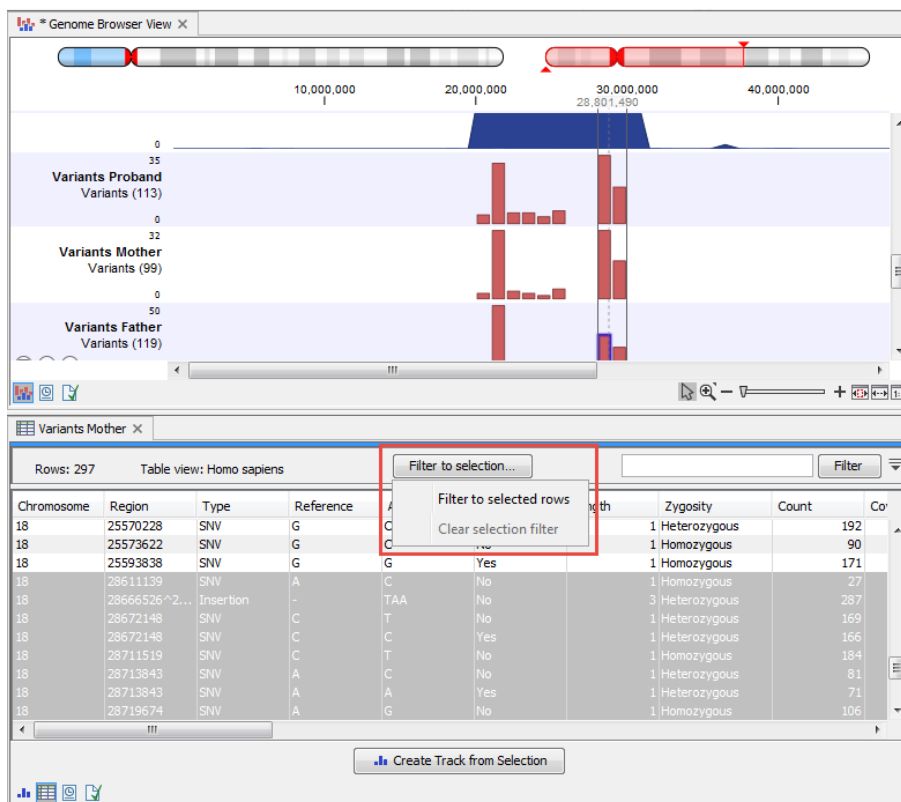 * Genome Browser View
10,000,000 20,000,000 30,000,000 40,000,000
28,801,490
0
35
Variants Proband
Variants (113)
0
32
Variants Mother
Variants (99)
0
50
Variants Father
Variants (119)
Variants Mother
Rows: 297 Table view: Homo sapiens Filter to selection... Filter
Filter to selected rows
Clear selection filter
Chromosome Region Type Reference Zygosity Count
18 25570228 SNV G 1 Heterozygous 192
18 25573622 SNV G 1 Homozygous 90
18 25593838 SNV G G Yes 1 Homozygous 171
18 28611139 SNV A C No 1 Homozygous 27
18 28666526^2... Insertion - TAA No 3 Heterozygous 287
18 28672148 SNV C T No 1 Heterozygous 169
18 28672148 SNV C C Yes 1 Heterozygous 166
18 28711519 SNV C T No 1 Homozygous 184
18 28713843 SNV A C No 1 Heterozygous 81
18 28713843 SNV A A Yes 1 Heterozygous 71
18 28719674 SNV A G No 1 Homozygous 106
Create Track from Selection